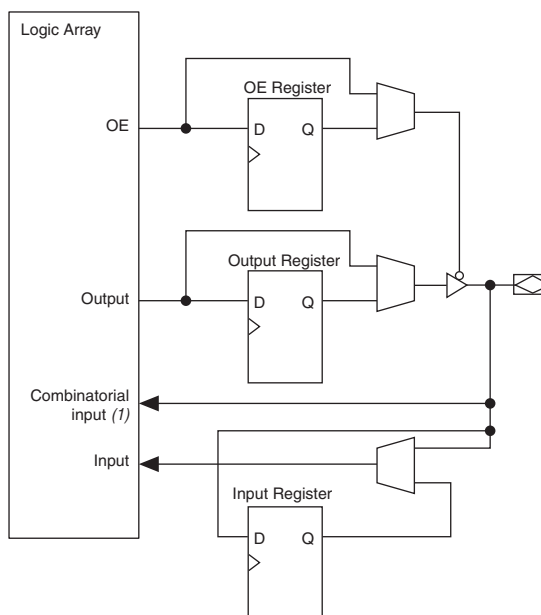 Logic Array
OE Register
OE
D Q
Output Register
Output
D Q
Combinatorial
input (1)
Input
Input Register
D Q